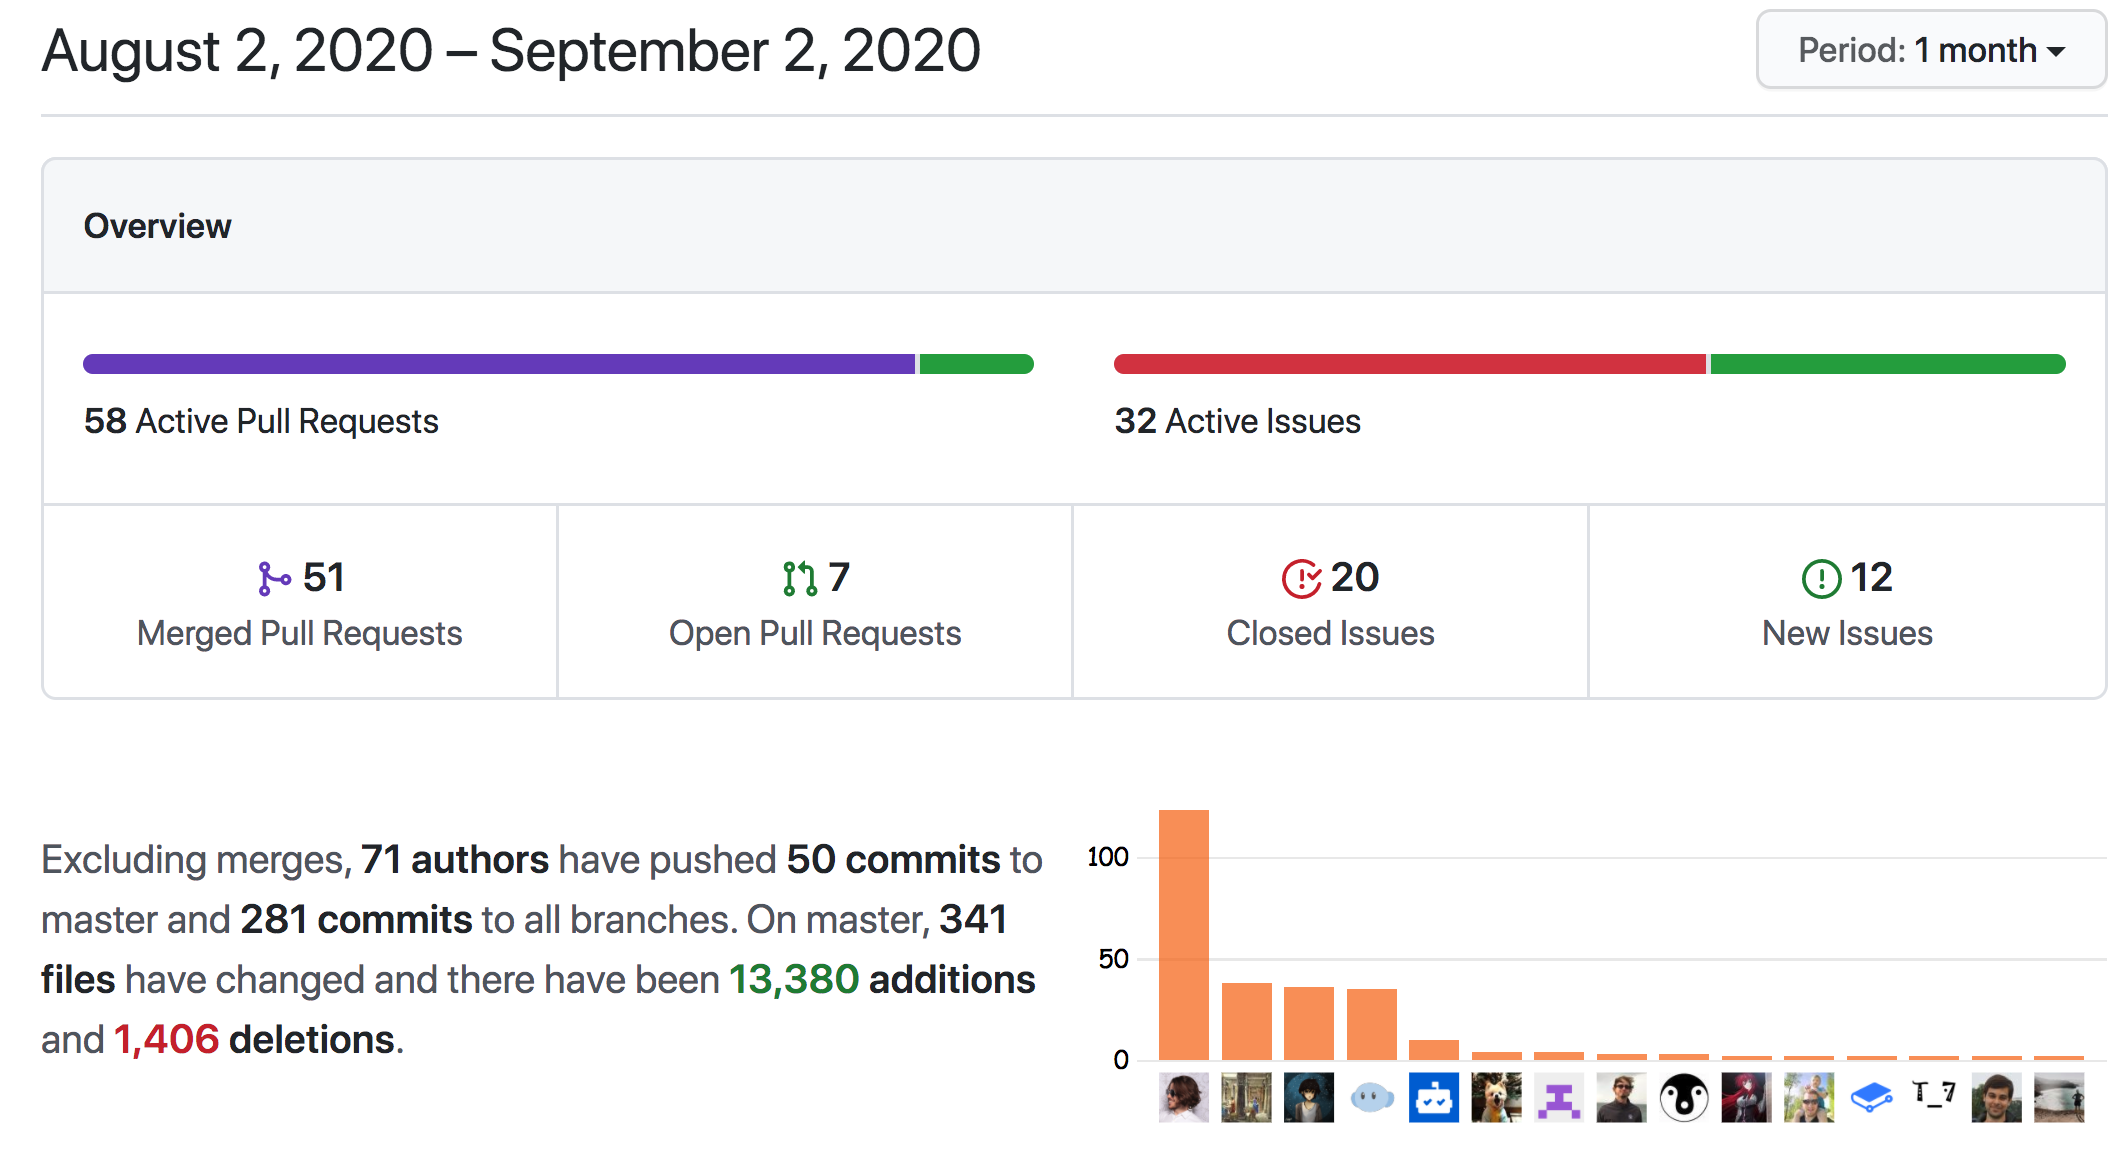 August 2, 2020 – September 2, 2020
Period: 1 month
Overview
58 Active Pull Requests
32 Active Issues
51
Merged Pull Requests
7
Open Pull Requests
20
Closed Issues
12
New Issues
Excluding merges, 71 authors have pushed 50 commits to
master and 281 commits to all branches. On master, 341
files have changed and there have been 13,380 additions
and 1,406 deletions.
100
50
0
T_7